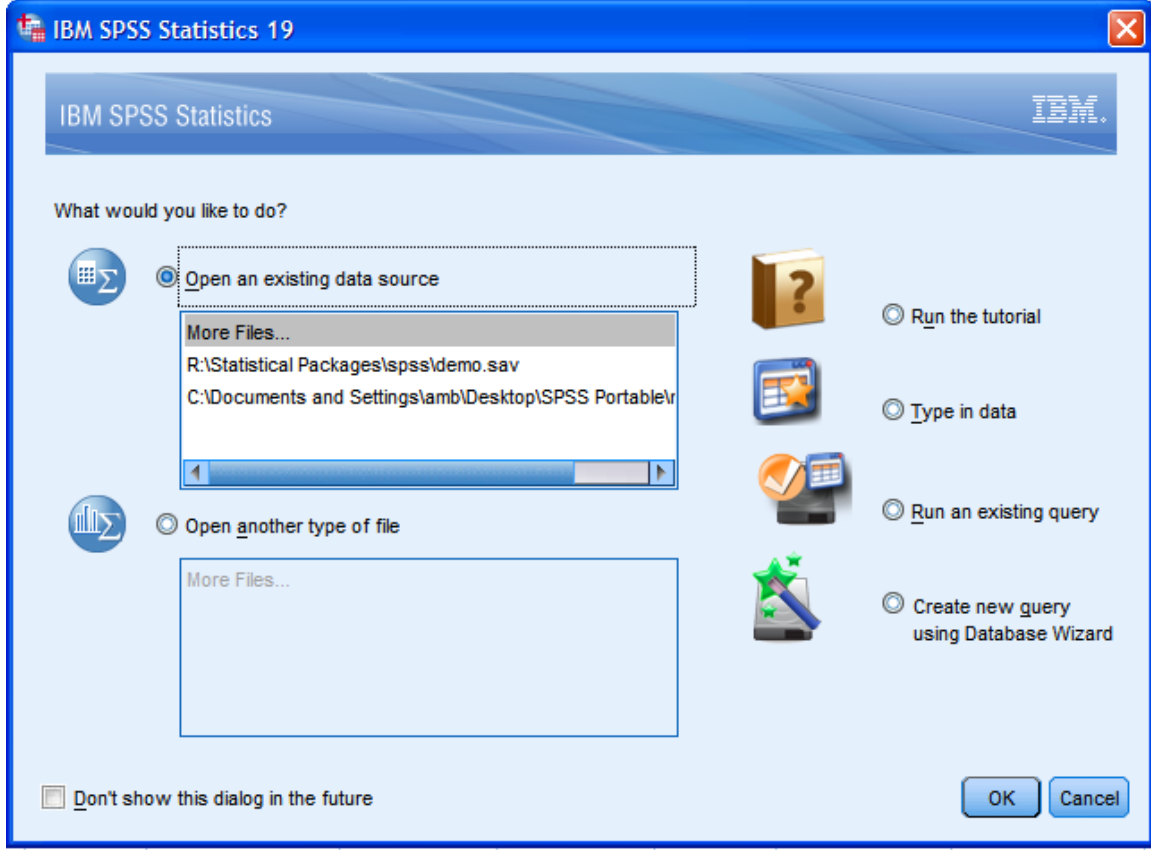 IBM SPSS Statistics 19
IBM SPSS Statistics
IBM.
What would you like to do?
Open an existing data source
More Files...
R:\Statistical Packages\spss\demo.sav
C:\Documents and Settings\amb\Desktop\SPSS Portable\r
Open another type of file
More Files...
?
Run the tutorial
Type in data
Run an existing query
Create new query
using Database Wizard
Don't show this dialog in the future
OK
Cancel